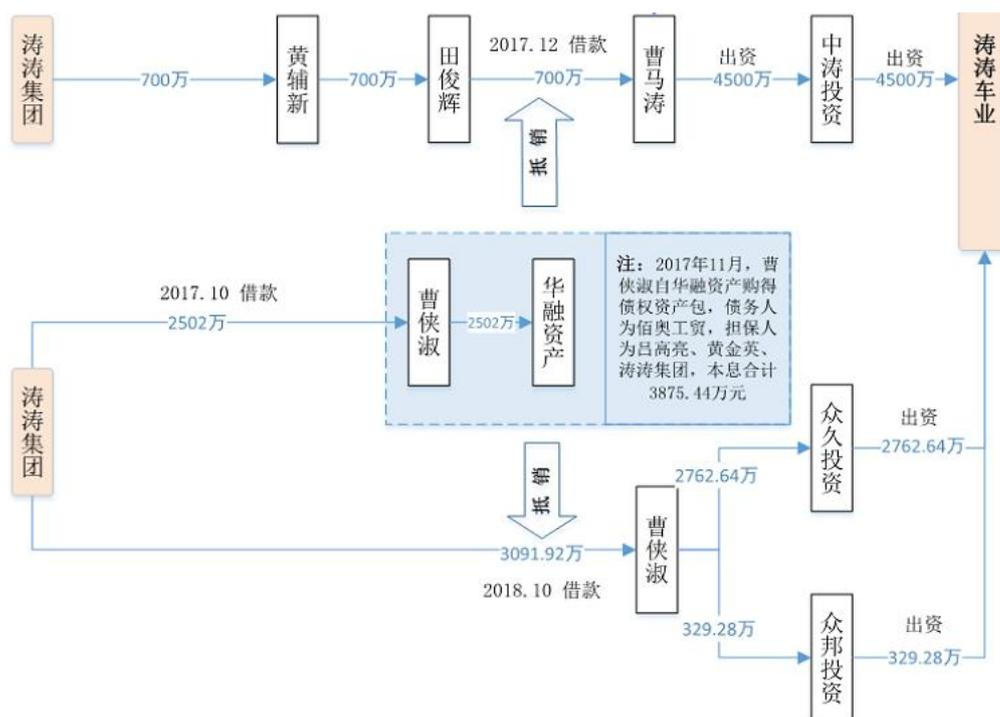 涛涛集团
700万
黄辅新
700万
田俊辉
2017.12 借款
700万
曹马涛
出资
4500万
中涛投资
出资
4500万
涛涛车业
抵销
2017.10 借款
2502万
曹侠淑
2502万
华融资产
注：2017年11月，曹
侠淑自华融资产购得
债权资产包，债务人
为佰奥工贸，担保人
为吕高亮、黄金英、
涛涛集团，本息合计
3875.44万元
涛涛集团
抵销
3091.92万
2018.10 借款
曹侠淑
2762.64万
众久投资
出资
2762.64万
329.28万
众邦投资
出资
329.28万